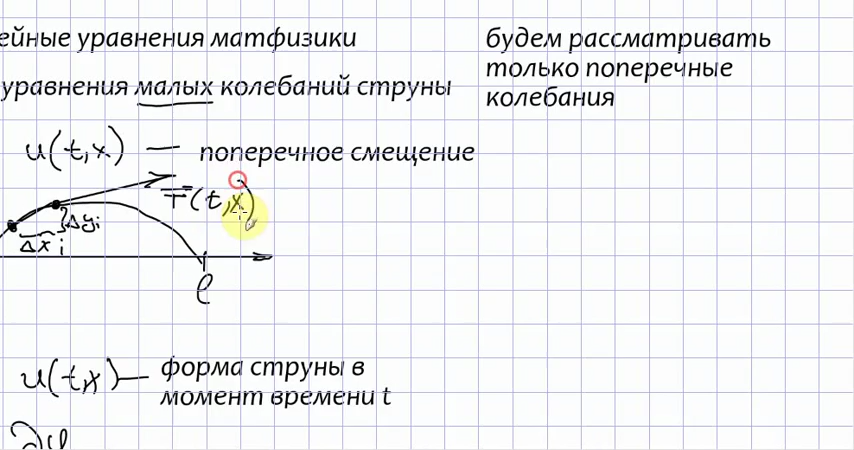 ейные уравнения матфизики
уравнения малых колебаний струны
будем рассматривать
только поперечные
колебания
u(t,x) — поперечное смещение
T(t,x)
Δyi
Δxi
ℓ
u(t,x) — форма струны в
момент времени t